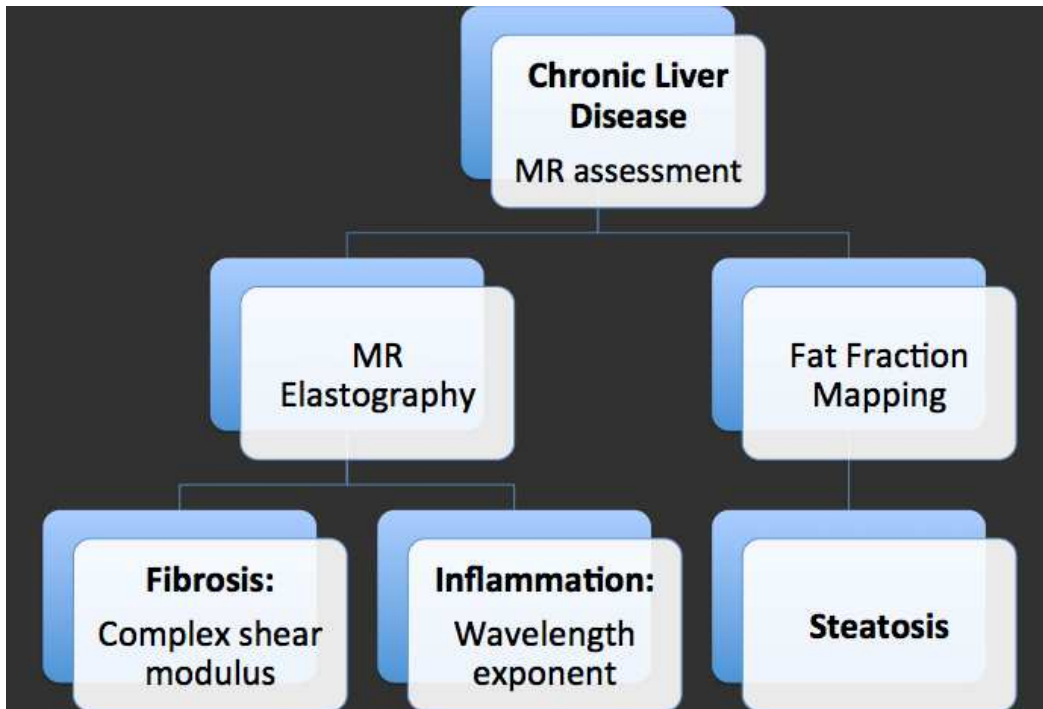 Chronic Liver
Disease
MR assessment
MR
Elastography
Fat Fraction
Mapping
Fibrosis:
Complex shear
modulus
Inflammation:
Wavelength
exponent
Steatosis